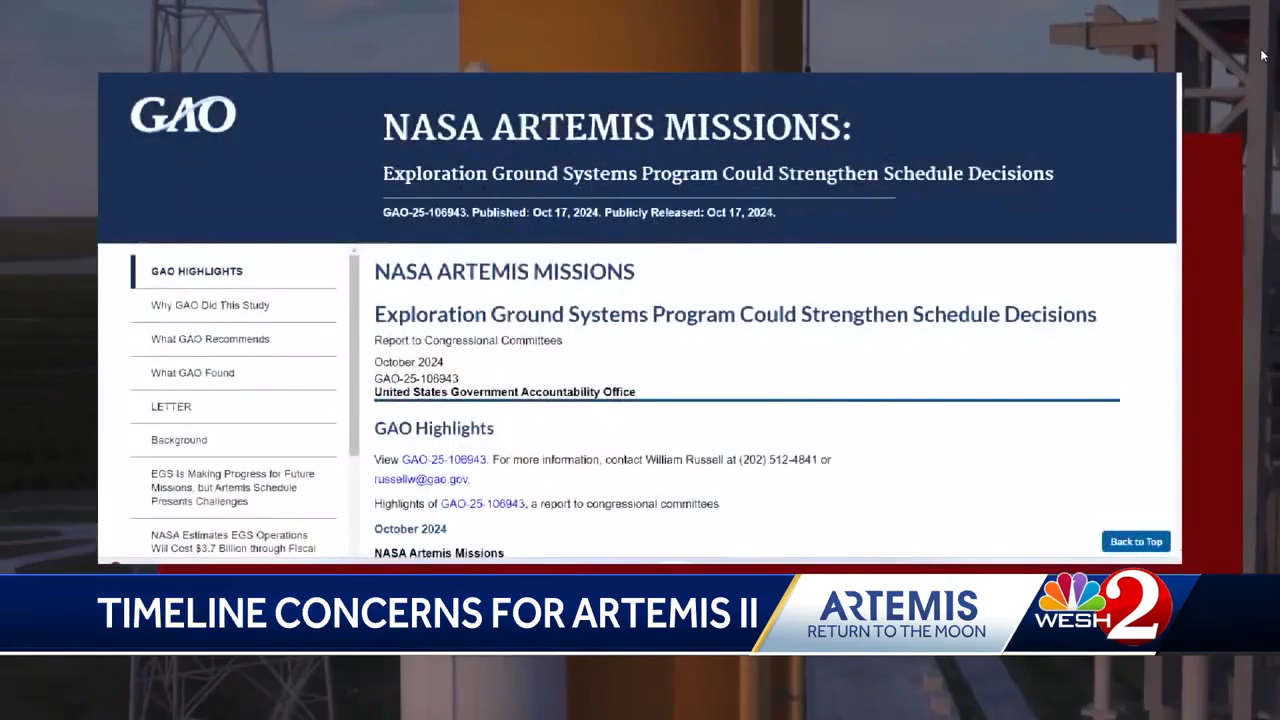 GAO
NASA ARTEMIS MISSIONS:
Exploration Ground Systems Program Could Strengthen Schedule Decisions
GAO-25-106943. Published: Oct 17, 2024. Publicly Released: Oct 17, 2024.
GAO HIGHLIGHTS
Why GAO Did This Study
What GAO Recommends
What GAO Found
LETTER
Background
EGS Is Making Progress for Future
Missions, but Artemis Schedule
Presents Challenges
NASA Estimates EGS Operations
Will Cost $3.7 Billion through Fiscal
NASA ARTEMIS MISSIONS
Exploration Ground Systems Program Could Strengthen Schedule Decisions
Report to Congressional Committees
October 2024
GAO-25-106943
United States Government Accountability Office
GAO Highlights
View GAO-25-106943. For more information, contact William Russell at (202) 512-4841 or
russellw@gao.gov.
Highlights of GAO-25-106943, a report to congressional committees
October 2024
NASA Artemis Missions
Back to Top
TIMELINE CONCERNS FOR ARTEMIS II
ARTEMIS
RETURN TO THE MOON
WESH 2